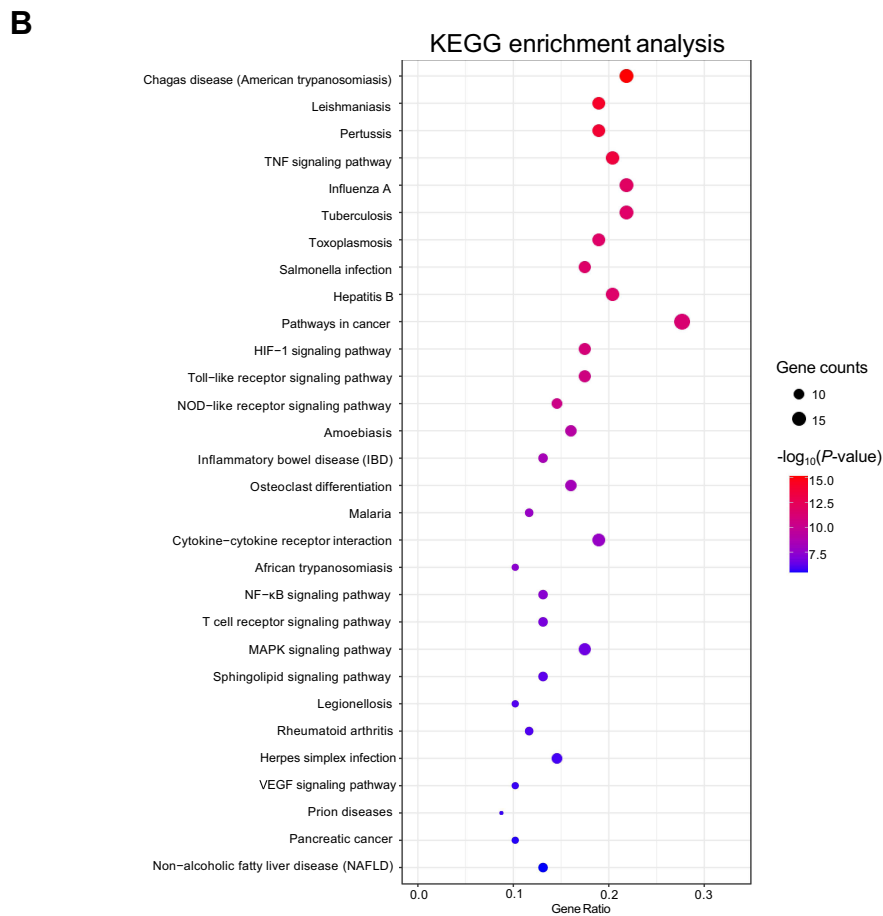 B
KEGG enrichment analysis
Chagas disease (American trypanosomiasis)
Leishmaniasis
Pertussis
TNF signaling pathway
Influenza A
Tuberculosis
Toxoplasmosis
Salmonella infection
Hepatitis B
Pathways in cancer
HIF−1 signaling pathway
Toll−like receptor signaling pathway
NOD−like receptor signaling pathway
Amoebiasis
Inflammatory bowel disease (IBD)
Osteoclast differentiation
Malaria
Cytokine−cytokine receptor interaction
African trypanosomiasis
NF−κB signaling pathway
T cell receptor signaling pathway
MAPK signaling pathway
Sphingolipid signaling pathway
Legionellosis
Rheumatoid arthritis
Herpes simplex infection
VEGF signaling pathway
Prion diseases
Pancreatic cancer
Non−alcoholic fatty liver disease (NAFLD)
0.0 0.1 0.2 0.3
Gene Ratio
Gene counts
10
15
-log₁₀(P-value)
15.0
12.5
10.0
7.5